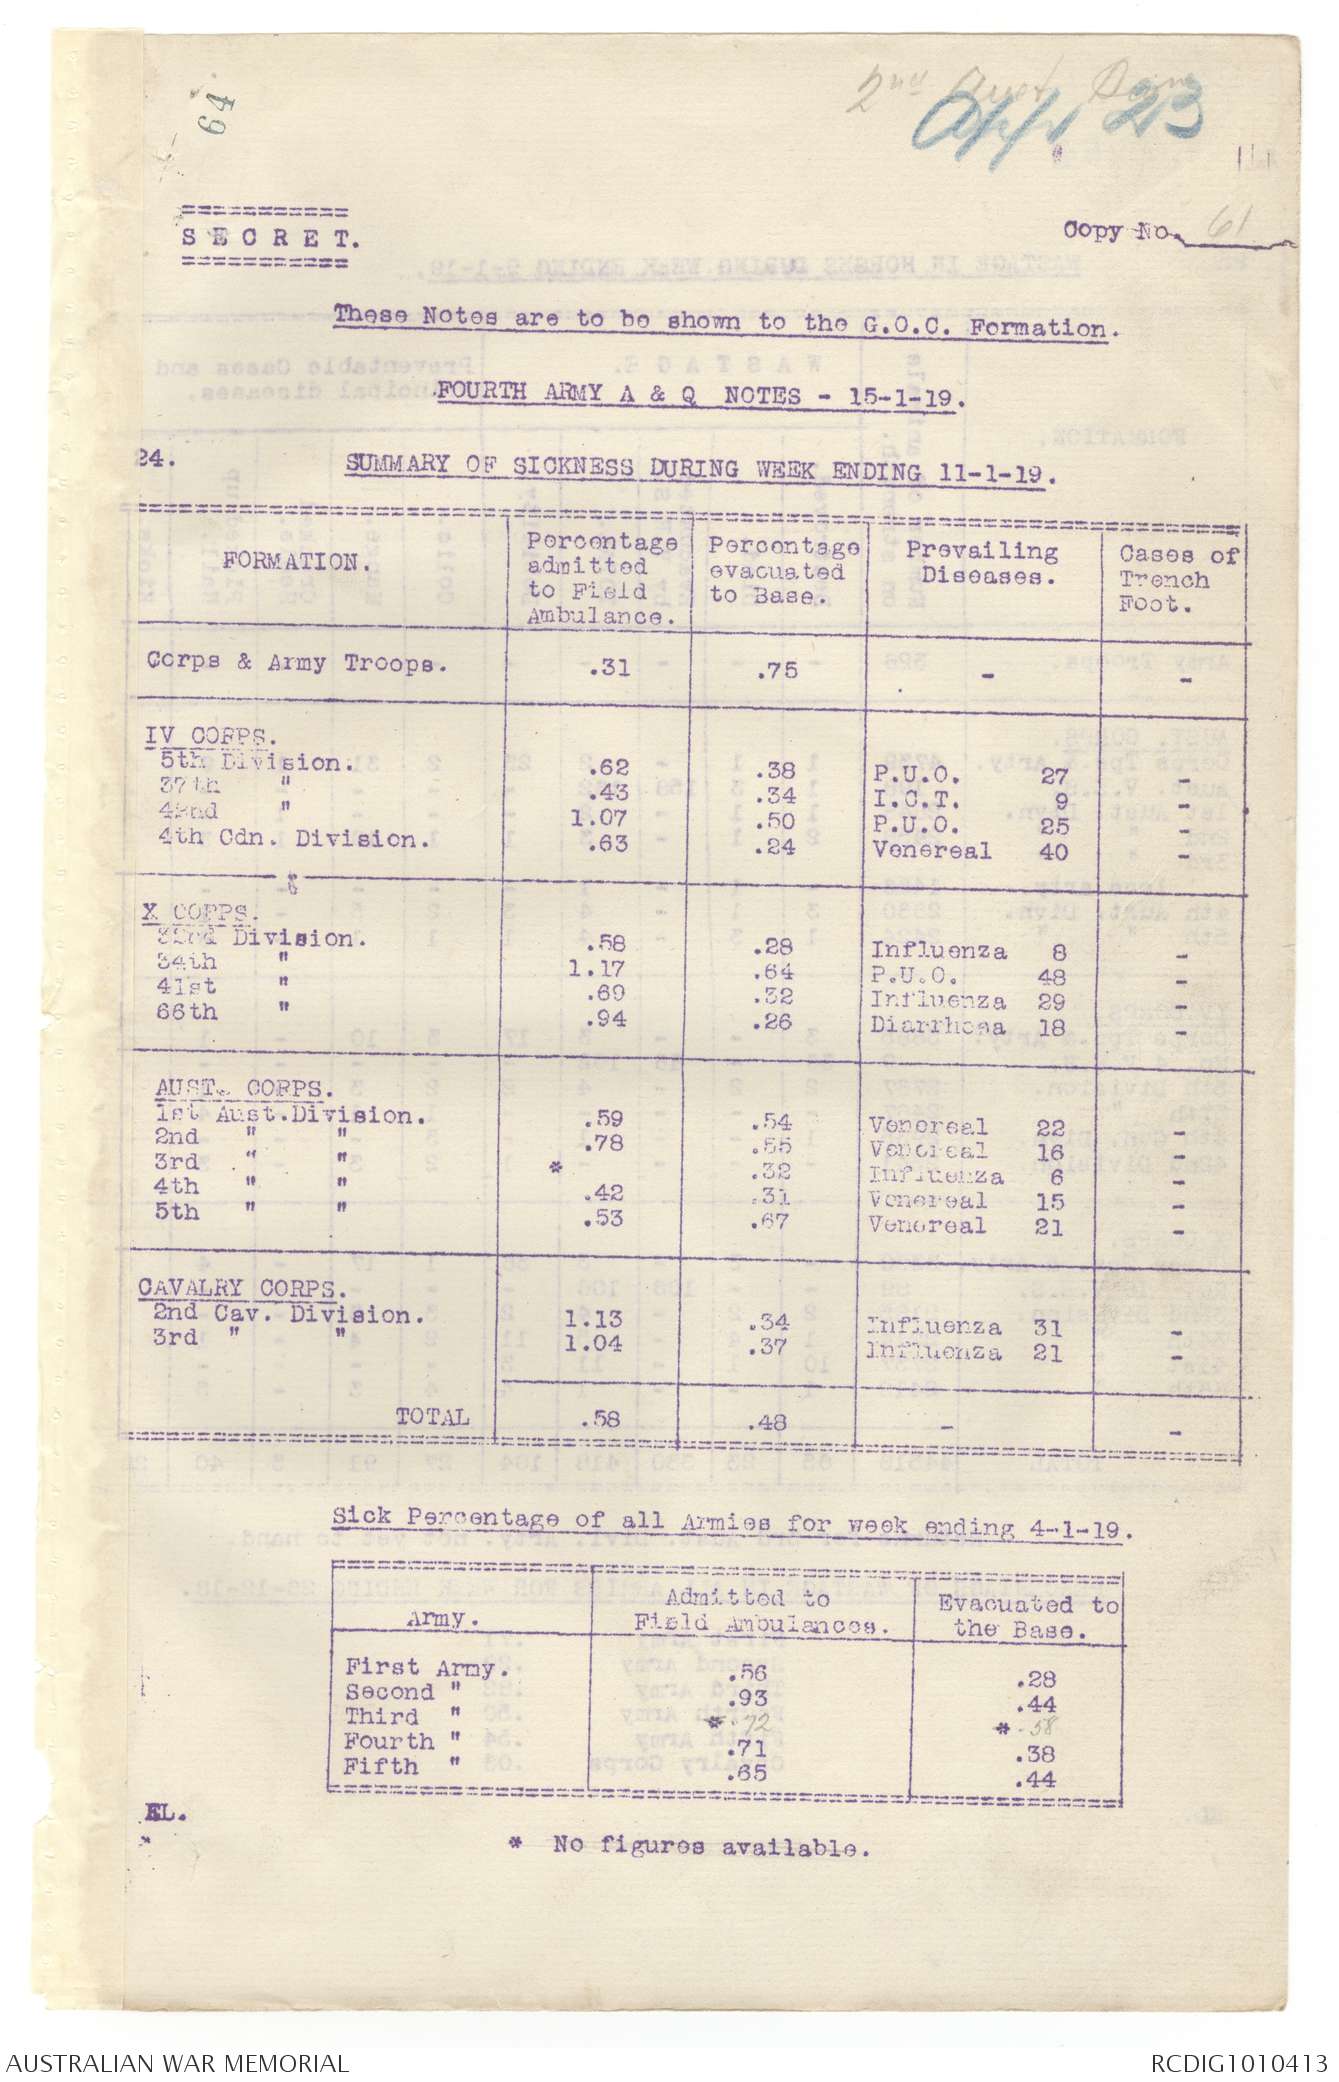 64
2nd Aust Divn
App 23
===========
S E C R E T.
===========
Copy No. 61
These Notes are to be shown to the G.O.C. Formation.
FOURTH ARMY A & Q NOTES - 15-1-19.
24. SUMMARY OF SICKNESS DURING WEEK ENDING 11-1-19.
FORMATION. | Percentage admitted to Field Ambulance. | Percentage evacuated to Base. | Prevailing Diseases. | Cases of Trench Foot.
Corps & Army Troops. .31 .75 - -
IV CORPS.
5th Division. .62 .38 P.U.O. 27 -
37th " .43 .34 I.C.T. 9 -
42nd " 1.07 .50 P.U.O. 25 -
4th Cdn. Division. .63 .24 Venereal 40 -
X CORPS.
32nd Division. .58 .28 Influenza 8 -
34th " 1.17 .64 P.U.O. 48 -
41st " .69 .32 Influenza 29 -
66th " .94 .26 Diarrhoea 18 -
AUST. CORPS.
1st Aust.Division. .59 .54 Venereal 22 -
2nd " " .78 .55 Venereal 16 -
3rd " " * .32 Influenza 6 -
4th " " .42 .31 Venereal 15 -
5th " " .53 .67 Venereal 21 -
CAVALRY CORPS.
2nd Cav. Division. 1.13 .34 Influenza 31 -
3rd " " 1.04 .37 Influenza 21 -
TOTAL .58 .48 - -
Sick Percentage of all Armies for week ending 4-1-19.
Army. | Admitted to Field Ambulances. | Evacuated to the Base.
First Army. .56 .28
Second " .93 .44
Third " * .72 * .58
Fourth " .71 .38
Fifth " .65 .44
EL.
* No figures available.
AUSTRALIAN WAR MEMORIAL
RCDIG1010413